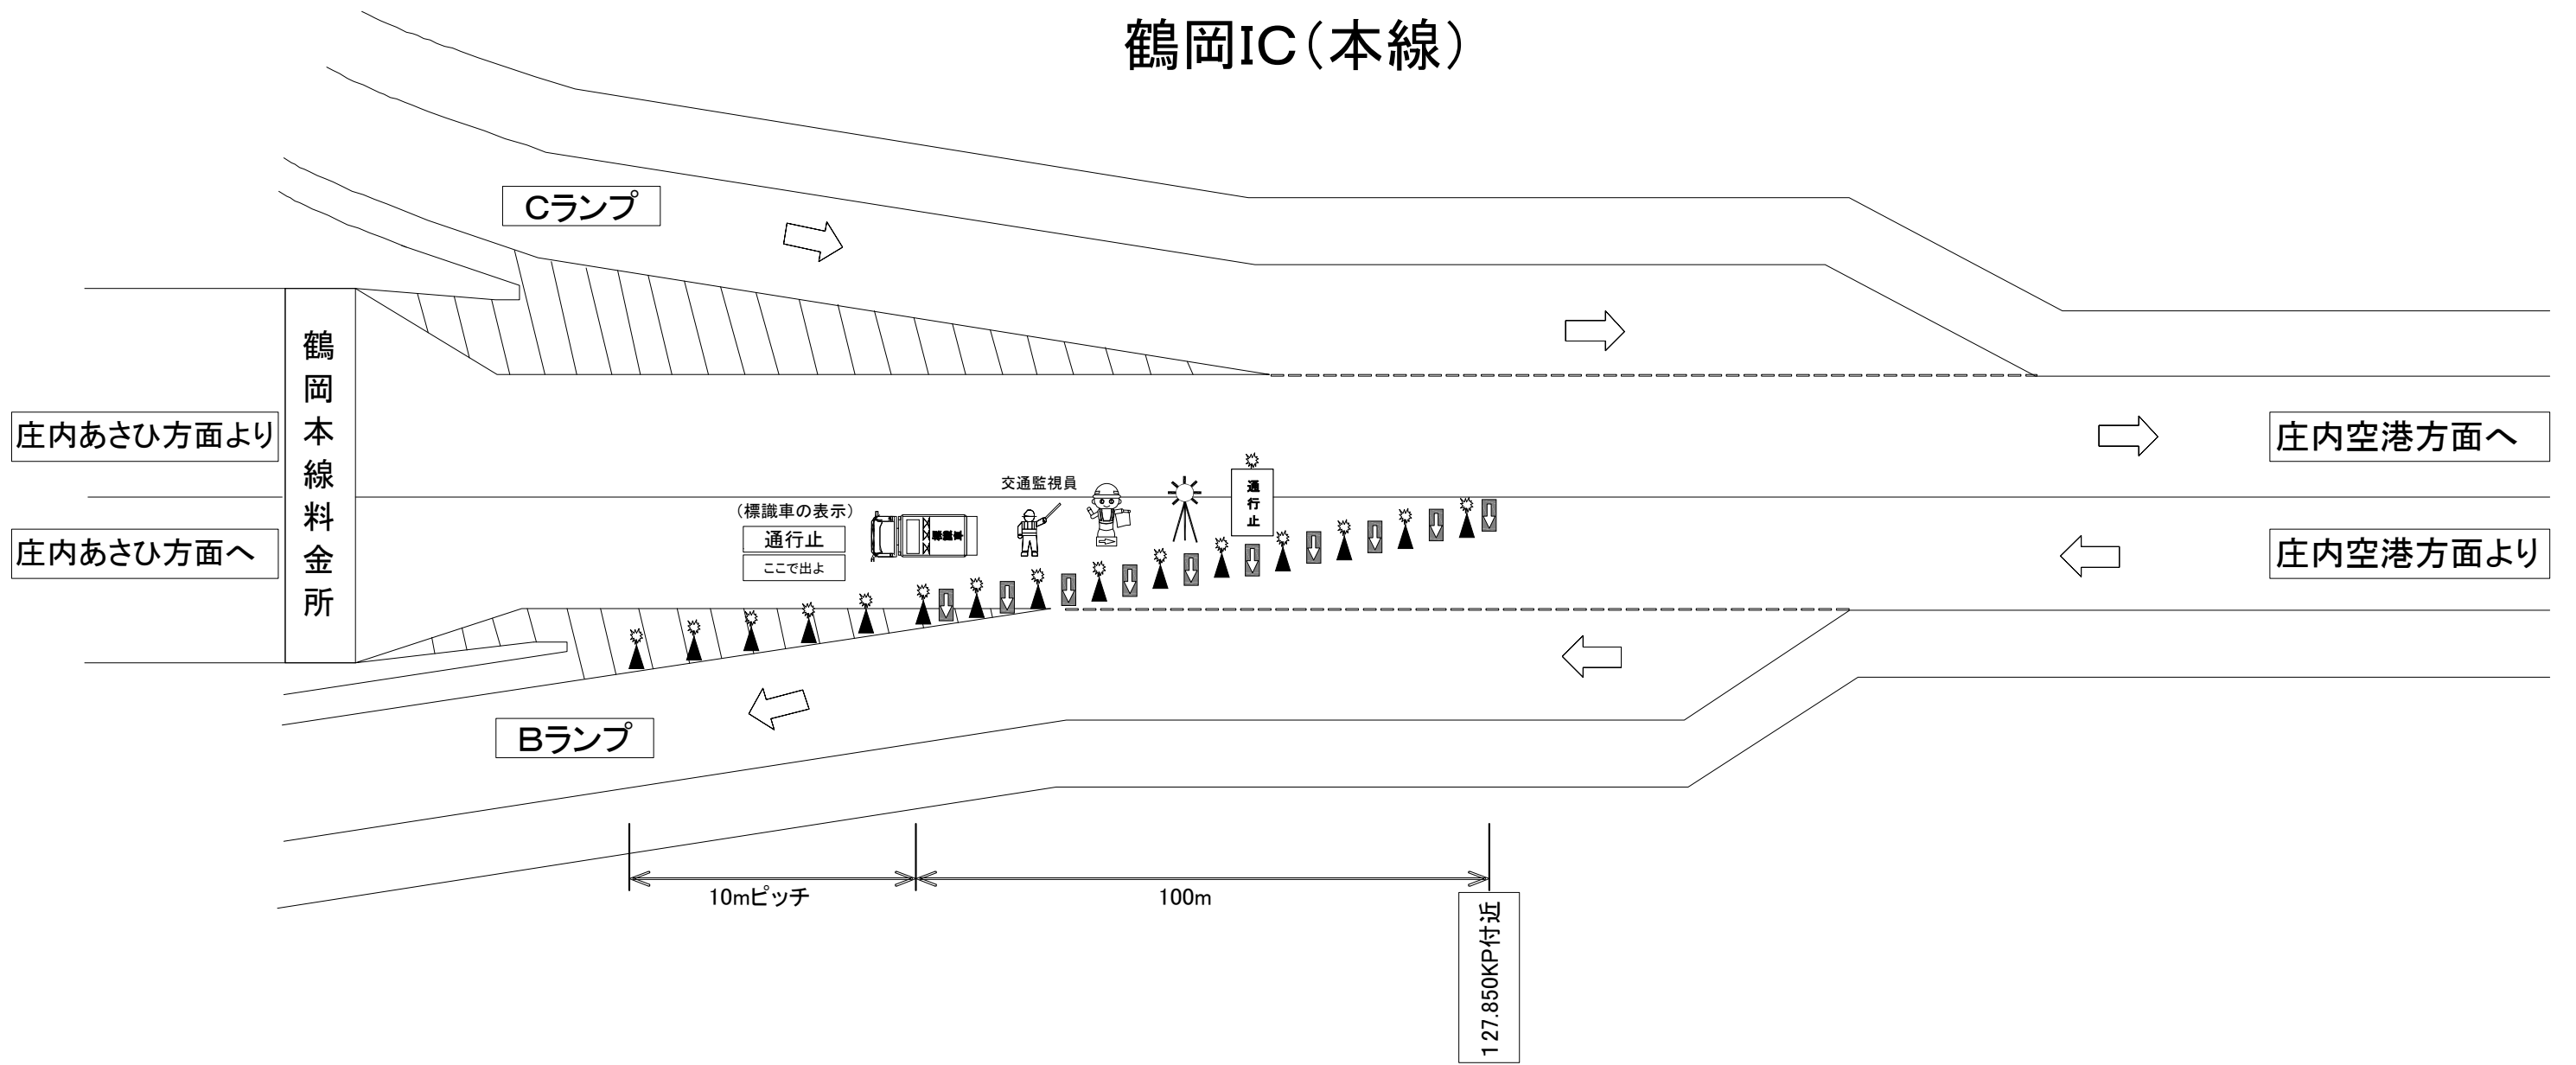 鶴岡IC（本線）
Cランプ
鶴岡本線料金所
庄内あさひ方面より
庄内空港方面へ
交通監視員
通行止
（標識車の表示）
通行止
ここで出よ
庄内あさひ方面へ
庄内空港方面より
Bランプ
10mピッチ
100m
127.850KP付近